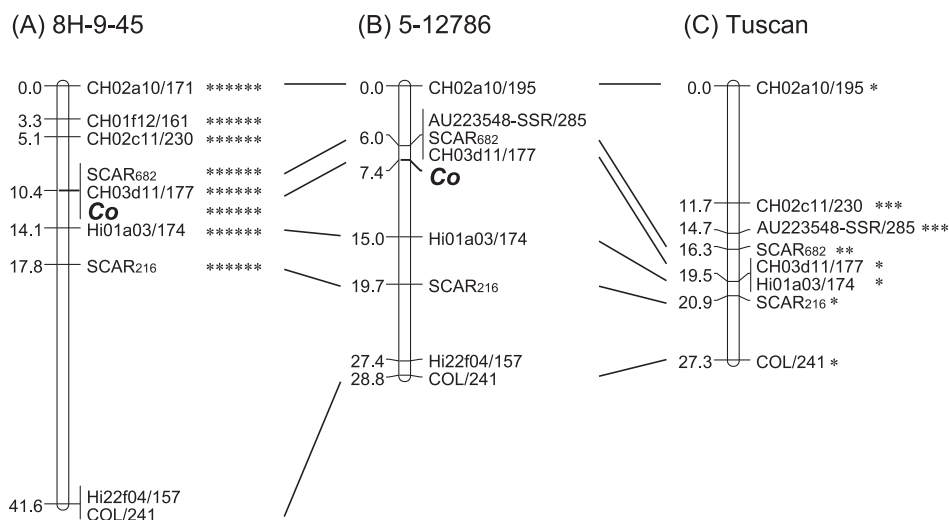 (A) 8H-9-45
0.0 CH02a10/171 ******
3.3 CH01f12/161 ******
5.1 CH02c11/230 ******
SCAR682 ******
10.4 CH03d11/177 ******
Co ******
14.1 Hi01a03/174 ******
17.8 SCAR216 ******
41.6 Hi22f04/157
COL/241
(B) 5-12786
0.0 CH02a10/195
AU223548-SSR/285
6.0 SCAR682
CH03d11/177
7.4 Co
15.0 Hi01a03/174
19.7 SCAR216
27.4 Hi22f04/157
28.8 COL/241
(C) Tuscan
0.0 CH02a10/195 *
11.7 CH02c11/230 ***
14.7 AU223548-SSR/285 ***
16.3 SCAR682 **
19.5 CH03d11/177 *
Hi01a03/174 *
20.9 SCAR216 *
27.3 COL/241 *